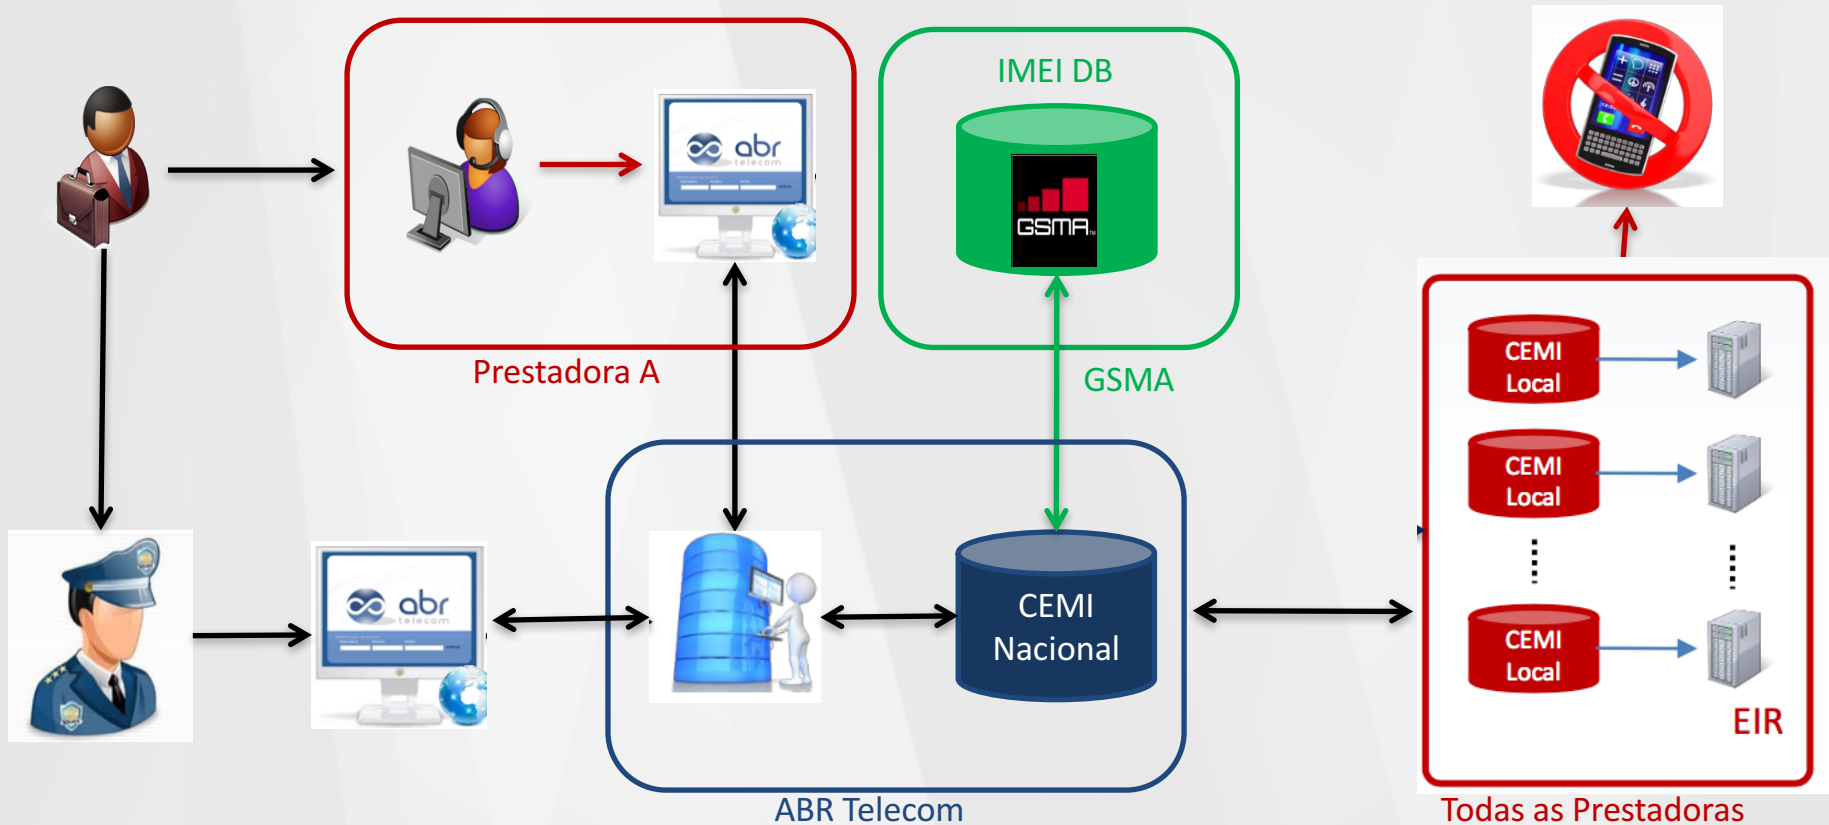 abr
telecom
Prestadora A
IMEI DB
GSMA
GSMA
abr
telecom
CEMI
Nacional
ABR Telecom
CEMI
Local
CEMI
Local
CEMI
Local
EIR
Todas as Prestadoras